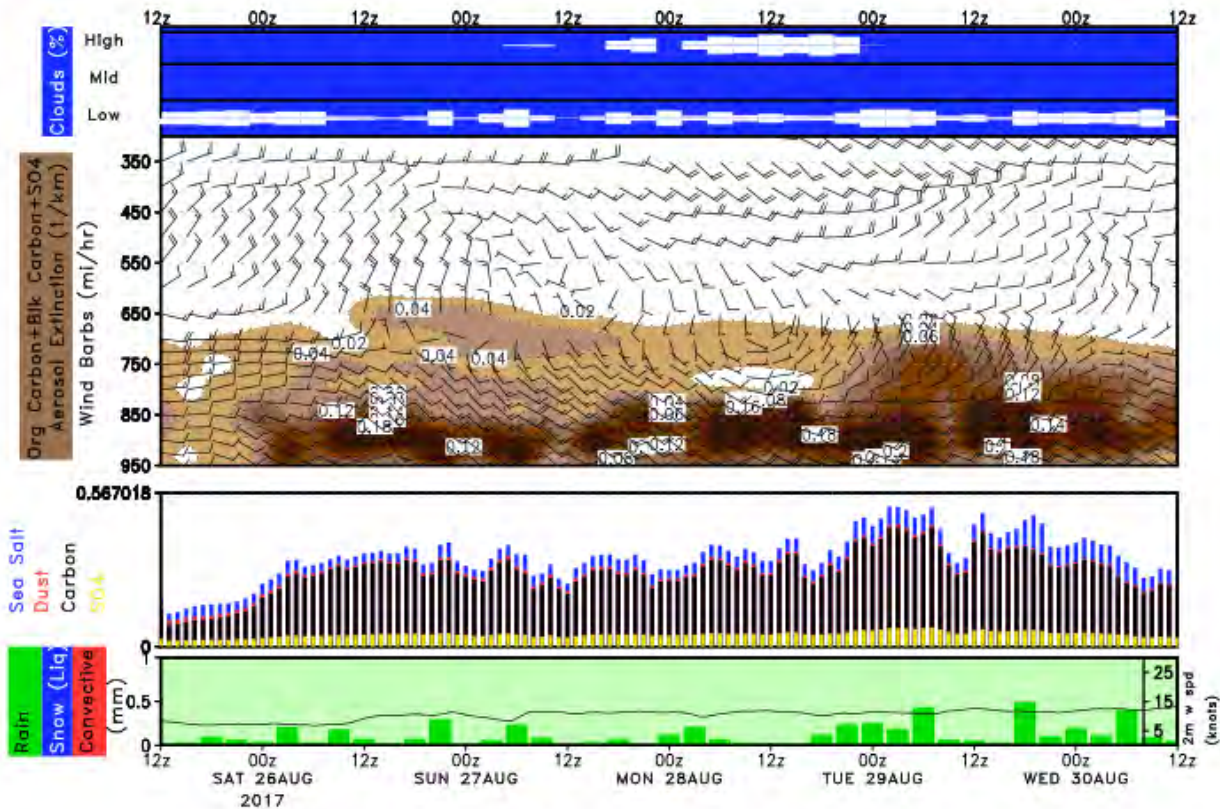 12z 00z 12z 00z 12z 00z 12z 00z 12z 00z 12z
Clouds (%)
High
Mid
Low
Org Carbon+Blk Carbon+SO4
Aerosol Extinction (1/km)
Wind Barbs (mi/hr)
350
450
550
650
750
850
950
0.04
0.02
0.02
0.06
0.04
0.04
0.04
0.02
0.12
0.18
0.04
0.06
0.16
0.12
0.12
0.18
0.12
0.14
0.18
0.08
0.567018
0
Sea Salt
Dust
Carbon
SO4
Rain
Snow (Liq)
Convective
(mm)
1
0.5
0
25
15
5
2m w spd
(knots)
12z 00z 12z 00z 12z 00z 12z 00z 12z 00z 12z
SAT 26AUG SUN 27AUG MON 28AUG TUE 29AUG WED 30AUG
2017